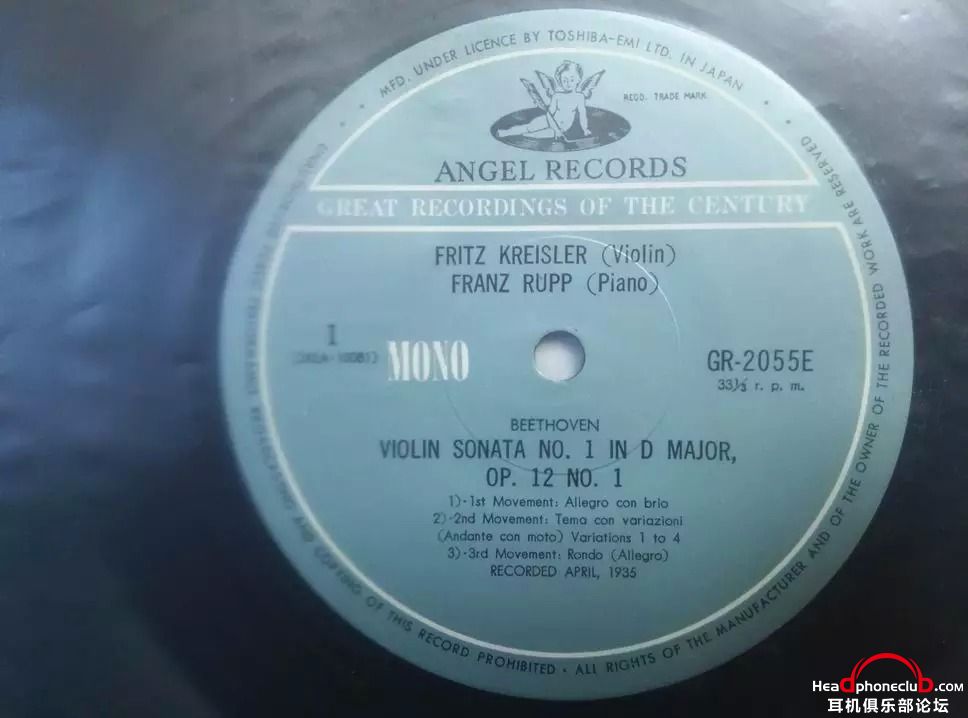 MFD. UNDER LICENCE BY TOSHIBA-EMI LTD. IN JAPAN
REGD. TRADE MARK
ANGEL RECORDS
GREAT RECORDINGS OF THE CENTURY
FRITZ KREISLER (Violin)
FRANZ RUPP (Piano)
1
MONO
GR-2055E
33⅓ r. p. m.
BEETHOVEN
VIOLIN SONATA NO. 1 IN D MAJOR,
OP. 12 NO. 1
1)·1st Movement: Allegro con brio
2)·2nd Movement: Tema con variazioni
(Andante con moto) Variations 1 to 4
3)·3rd Movement: Rondo (Allegro)
RECORDED APRIL, 1935
COPYING OF THIS RECORD PROHIBITED · ALL RIGHTS OF THE MANUFACTURER AND OF THE OWNER OF THE RECORDED WORK ARE RESERVED
HeadphoneclubD.com
耳机俱乐部论坛